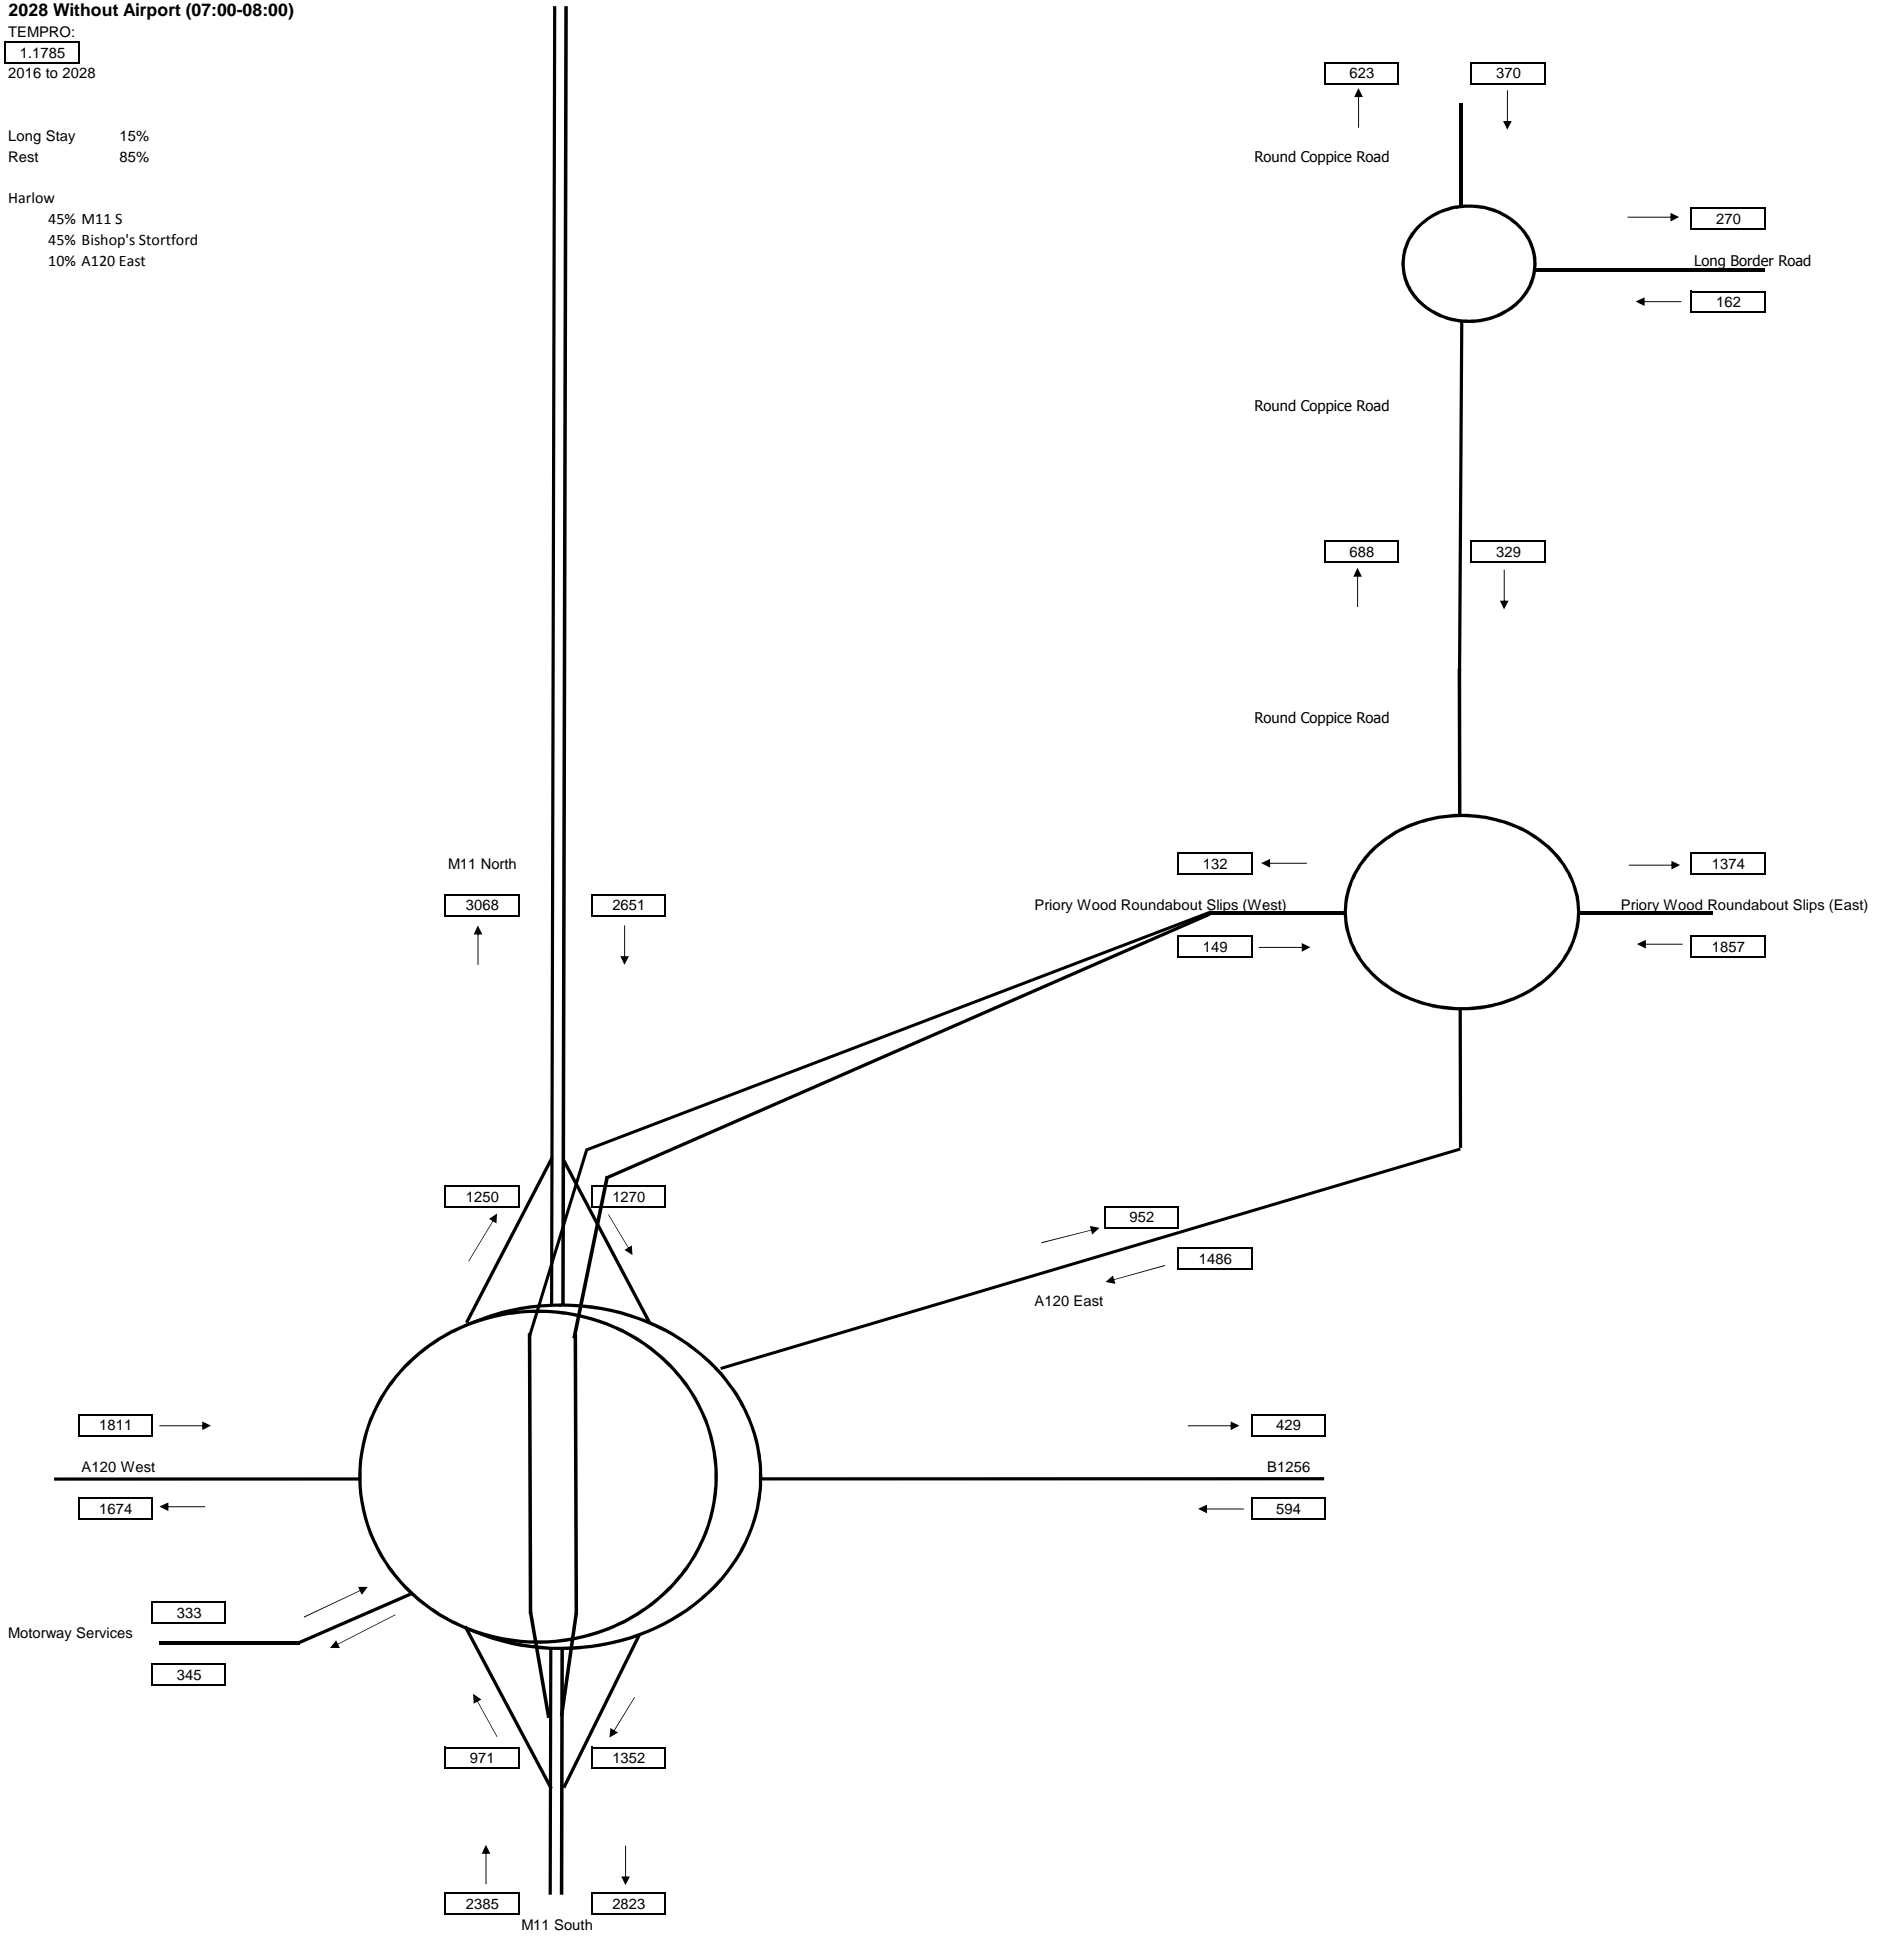 2028 Without Airport (07:00-08:00)
TEMPRO:
1.1785
2016 to 2028
623 370
Long Stay 15%
Rest 85%
Round Coppice Road
Harlow
45% M11 S
45% Bishop's Stortford
10% A120 East
270
Long Border Road
162
Round Coppice Road
688 329
Round Coppice Road
M11 North
132 1374
3068 2651
Priory Wood Roundabout Slips (West) Priory Wood Roundabout Slips (East)
149 1857
1250 1270
952
1486
A120 East
1811 429
A120 West B1256
1674 594
333
Motorway Services
345
971 1352
2385 2823
M11 South